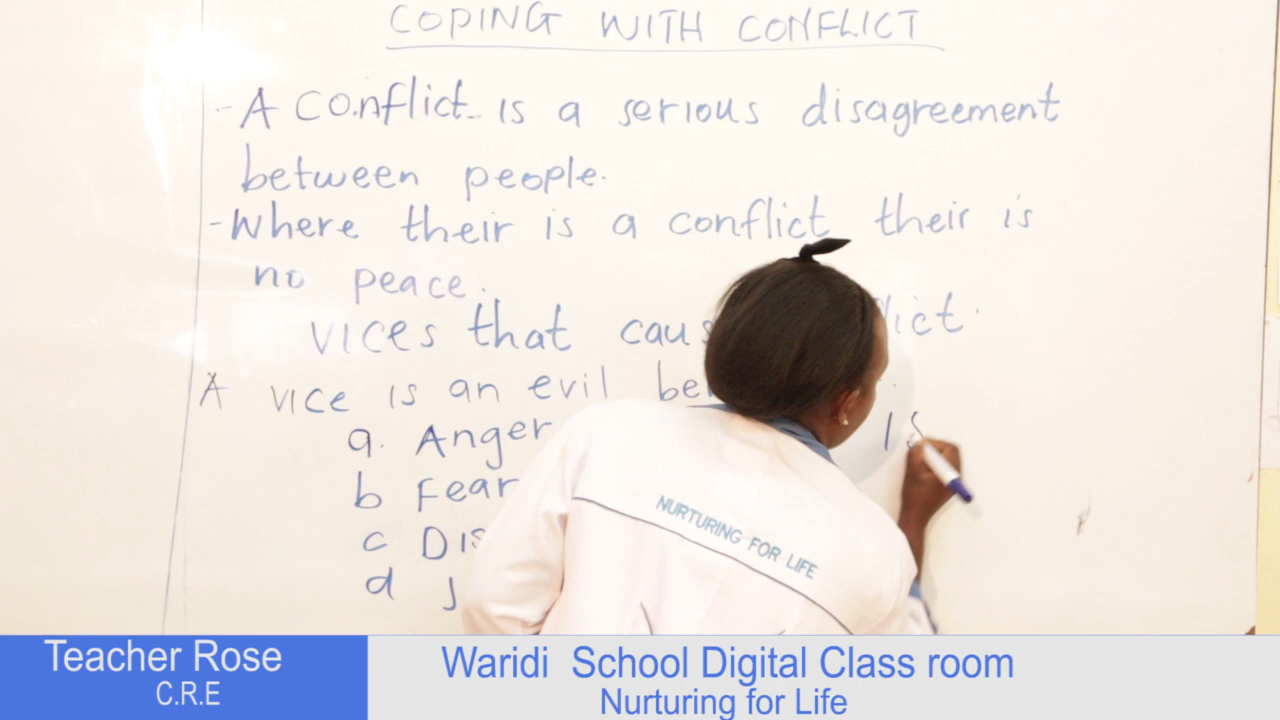 COPING WITH CONFLICT
- A Conflict is a serious disagreement
between people.
- Where their is a conflict their is
no peace.
VICES that
A vice is an evil
a. Anger
b Fear
c
d
IS
NURTURING FOR LIFE
Teacher Rose
C.R.E
Waridi School Digital Class room
Nurturing for Life